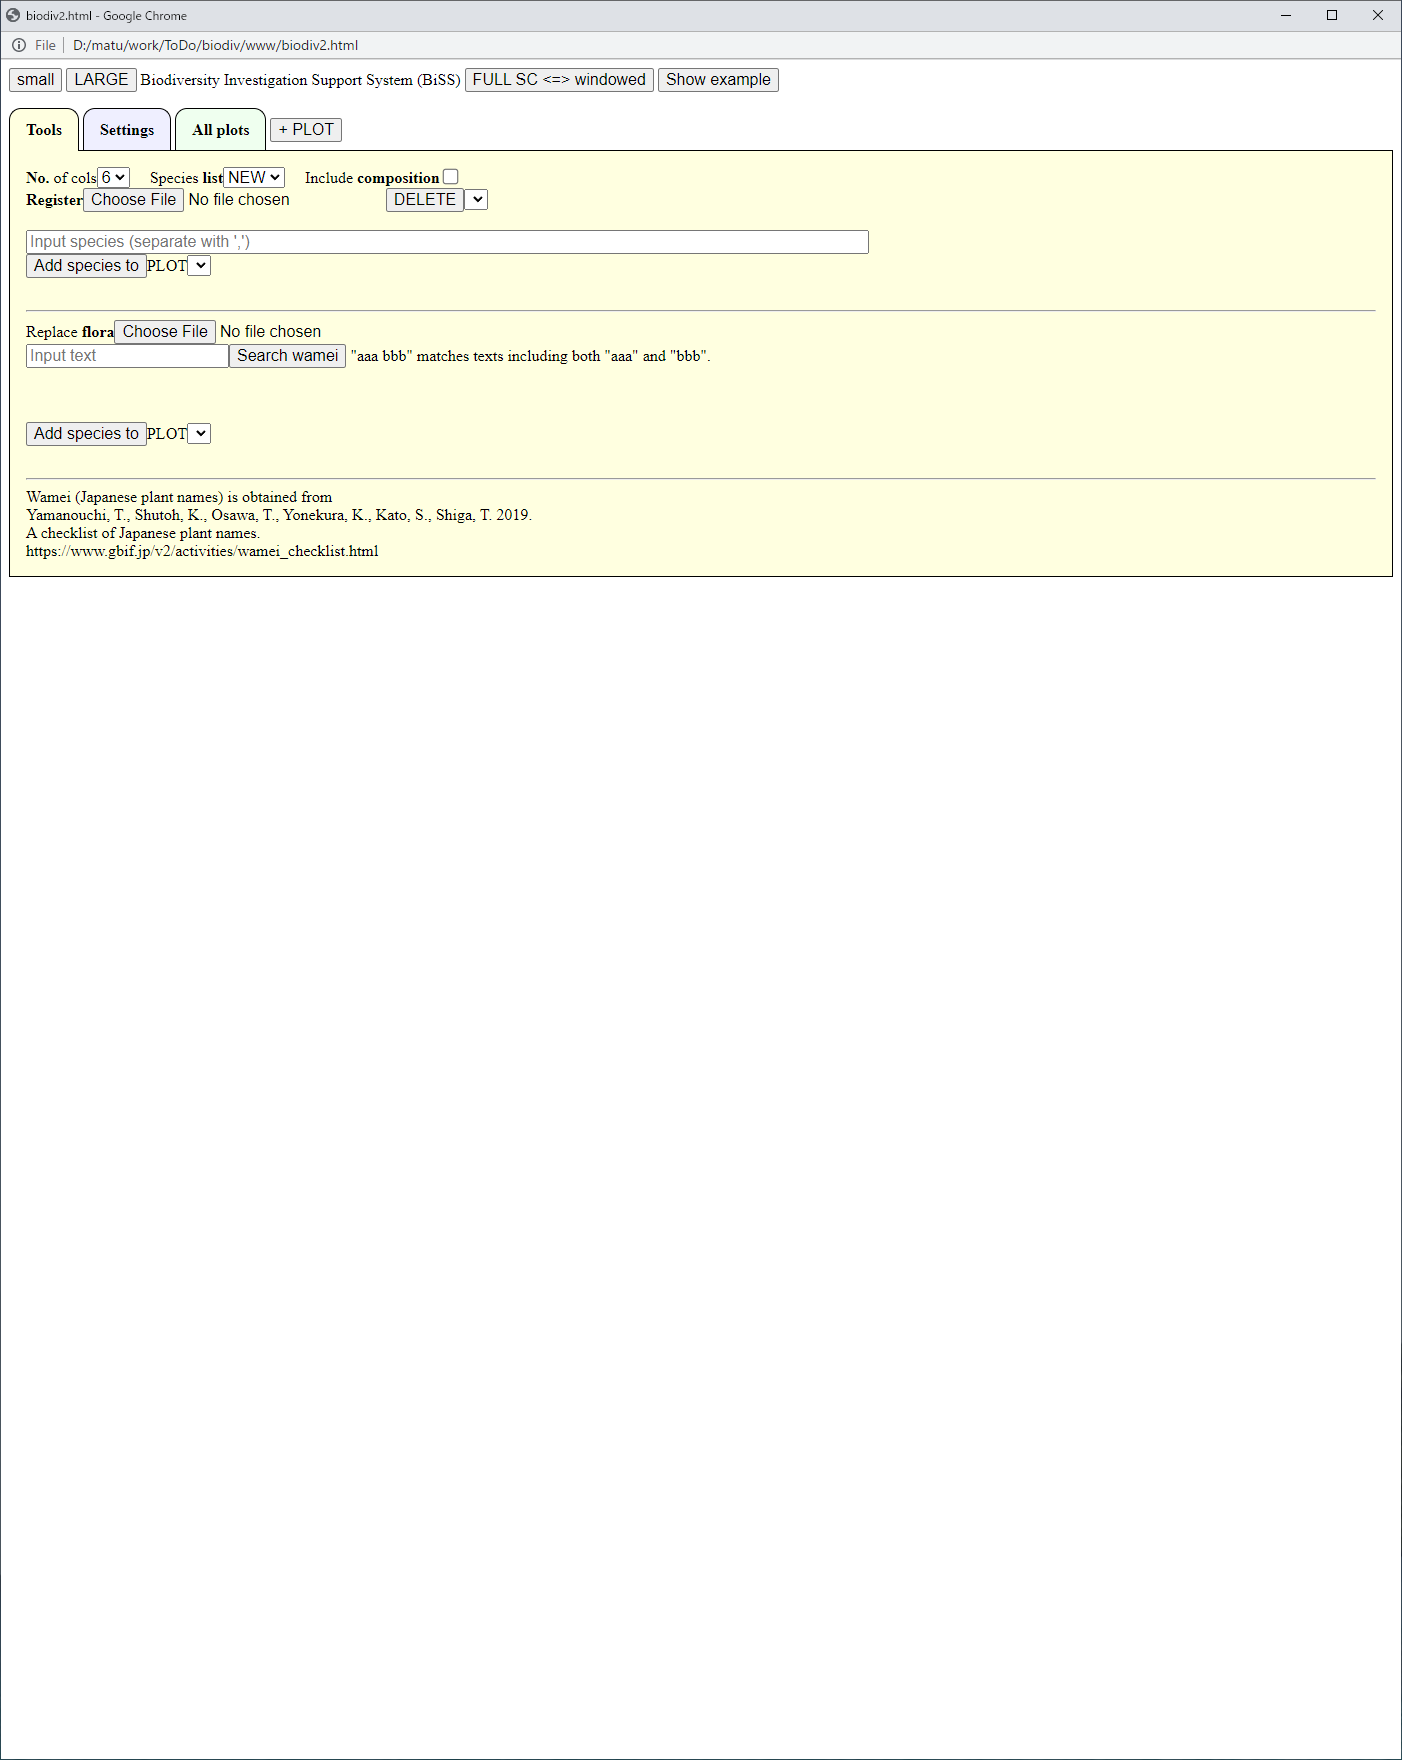 biodiv2.html - Google Chrome
File | D:/matu/work/ToDo/biodiv/www/biodiv2.html
small LARGE Biodiversity Investigation Support System (BiSS) FULL SC <=> windowed Show example
Tools Settings All plots + PLOT
No. of cols 6 Species list NEW Include composition
Register Choose File No file chosen DELETE
Input species (separate with ',')
Add species to PLOT
Replace flora Choose File No file chosen
Input text Search wamei "aaa bbb" matches texts including both "aaa" and "bbb".
Add species to PLOT
Wamei (Japanese plant names) is obtained from
Yamanouchi, T., Shutoh, K., Osawa, T., Yonekura, K., Kato, S., Shiga, T. 2019.
A checklist of Japanese plant names.
https://www.gbif.jp/v2/activities/wamei_checklist.html